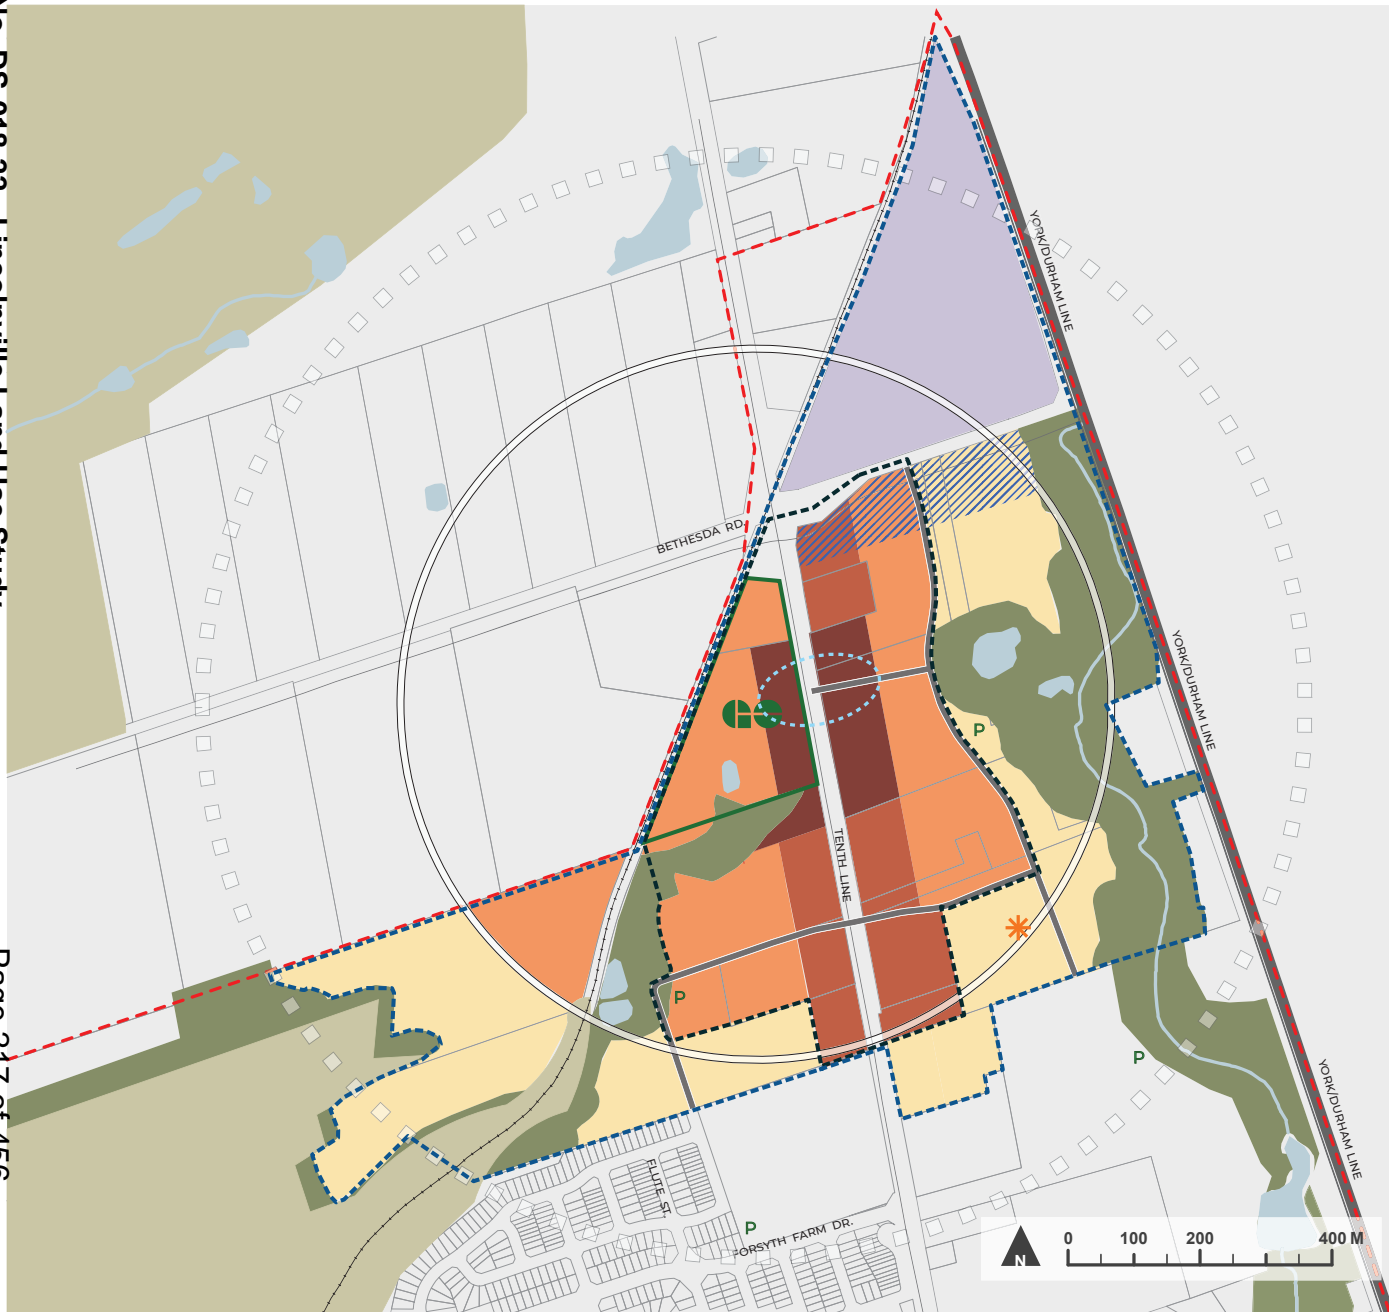 YORK/DURHAM LINE
BETHESDA RD.
YORK/DURHAM LINE
P
TENTH LINE
P
P
YORK/DURHAM LINE
FLUTE ST.
P
FORSYTH FARM DR.
0 100 200 400 M
N